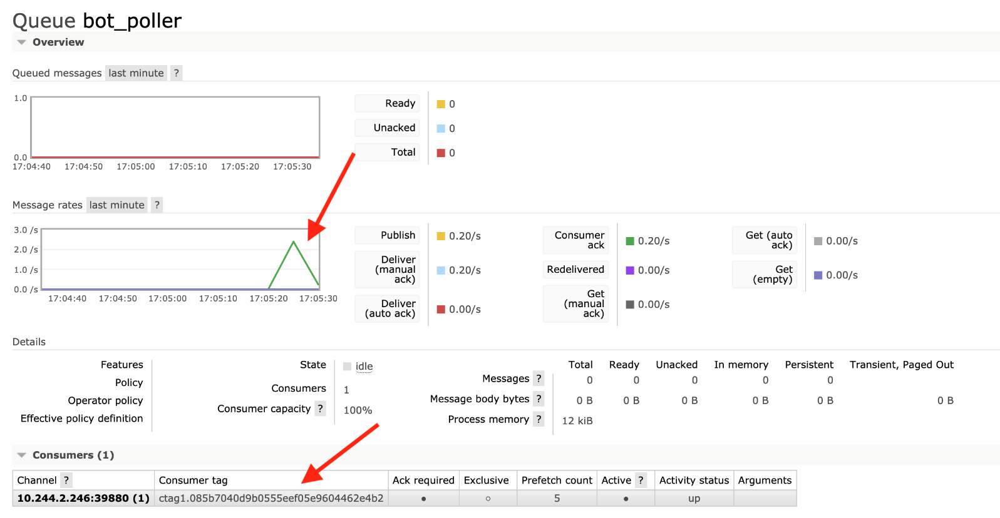 Queue bot_poller
Overview
Queued messages last minute ?
1.0
0.0
17:04:40 17:04:50 17:05:00 17:05:10 17:05:20 17:05:30
Ready 0
Unacked 0
Total 0
Message rates last minute ?
3.0 /s
2.0 /s
1.0 /s
0.0 /s
17:04:40 17:04:50 17:05:00 17:05:10 17:05:20 17:05:30
Publish 0.20/s
Deliver
(manual 0.20/s
ack)
Deliver
(auto ack) 0.00/s
Consumer
ack 0.20/s
Redelivered 0.00/s
Get
(manual 0.00/s
ack)
Get (auto
ack) 0.00/s
Get
(empty) 0.00/s
Details
Features
Policy
Operator policy
Effective policy definition
State idle
Consumers 1
Consumer capacity ? 100%
Total Ready Unacked In memory Persistent Transient, Paged Out
Messages ? 0 0 0 0 0
Message body bytes ? 0 B 0 B 0 B 0 B 0 B 0 B
Process memory ? 12 kiB
Consumers (1)
Channel ? Consumer tag Ack required Exclusive Prefetch count Active ? Activity status Arguments
10.244.2.246:39880 (1) ctag1.085b7040d9b0555eef05e9604462e4b2 ● ○ 5 ● up